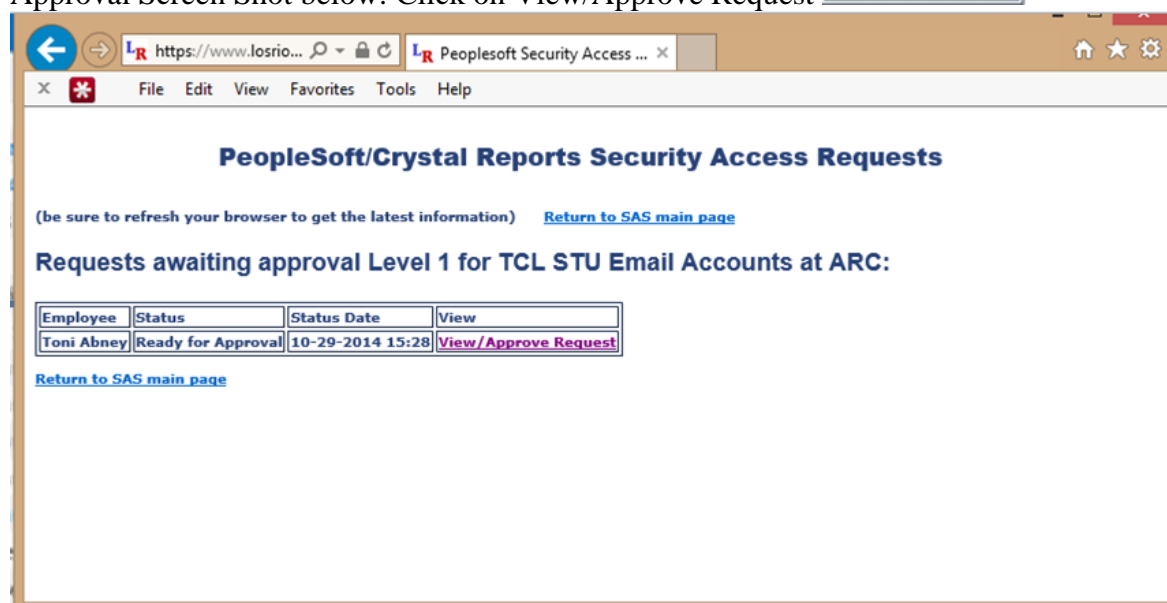 Approval Screen Shot below. Click on View/Approve Request
LR https://www.losrio... LR Peoplesoft Security Access ... ×
× File Edit View Favorites Tools Help
PeopleSoft/Crystal Reports Security Access Requests
(be sure to refresh your browser to get the latest information) Return to SAS main page
Requests awaiting approval Level 1 for TCL STU Email Accounts at ARC:
Employee Status Status Date View
Toni Abney Ready for Approval 10-29-2014 15:28 View/Approve Request
Return to SAS main page